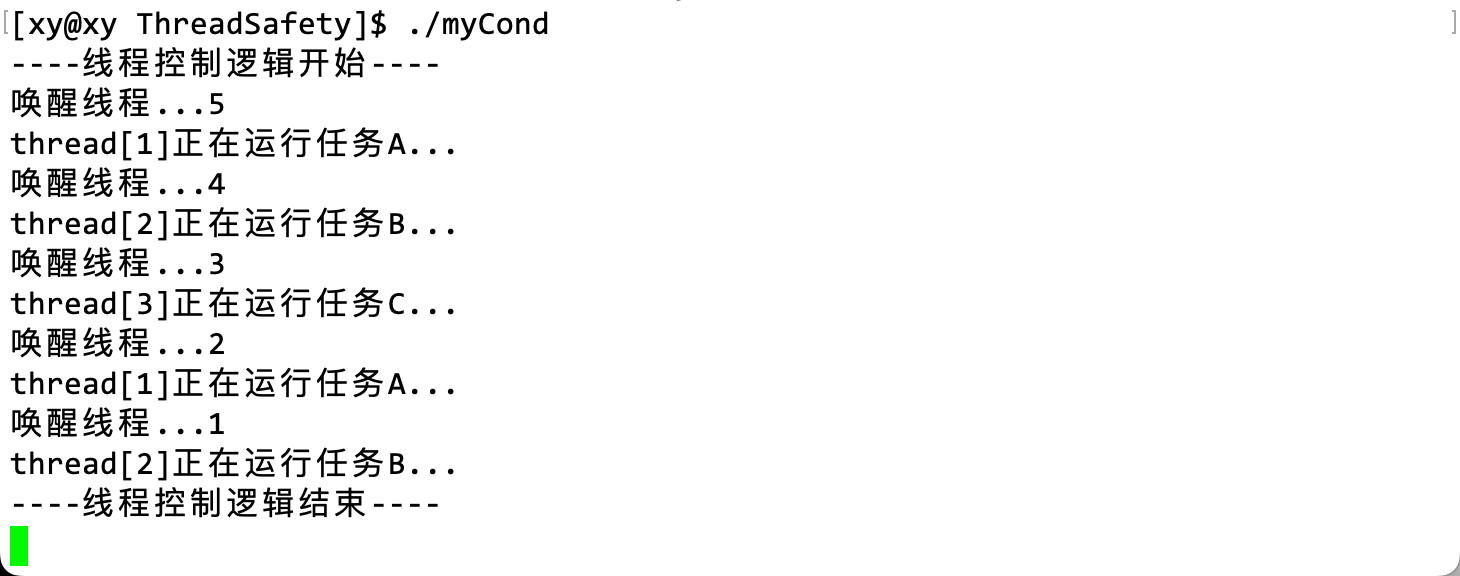 [xy@xy ThreadSafety]$ ./myCond
----线程控制逻辑开始----
唤醒线程...5
thread[1]正在运行任务A...
唤醒线程...4
thread[2]正在运行任务B...
唤醒线程...3
thread[3]正在运行任务C...
唤醒线程...2
thread[1]正在运行任务A...
唤醒线程...1
thread[2]正在运行任务B...
----线程控制逻辑结束----